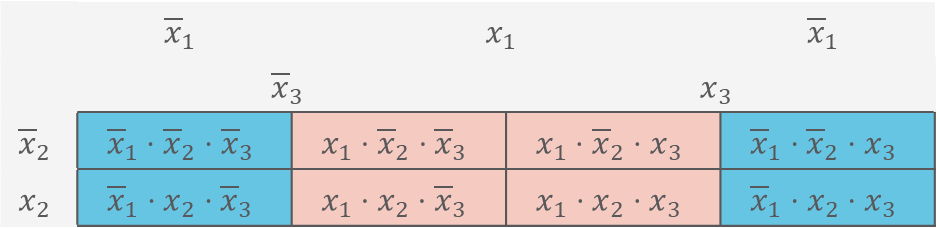 x̅₁ x₁ x̅₁
x̅₃ x₃
x̅₂ x̅₁ · x̅₂ · x̅₃ x₁ · x̅₂ · x̅₃ x₁ · x̅₂ · x₃ x̅₁ · x̅₂ · x₃
x₂ x̅₁ · x₂ · x̅₃ x₁ · x₂ · x̅₃ x₁ · x₂ · x₃ x̅₁ · x₂ · x₃